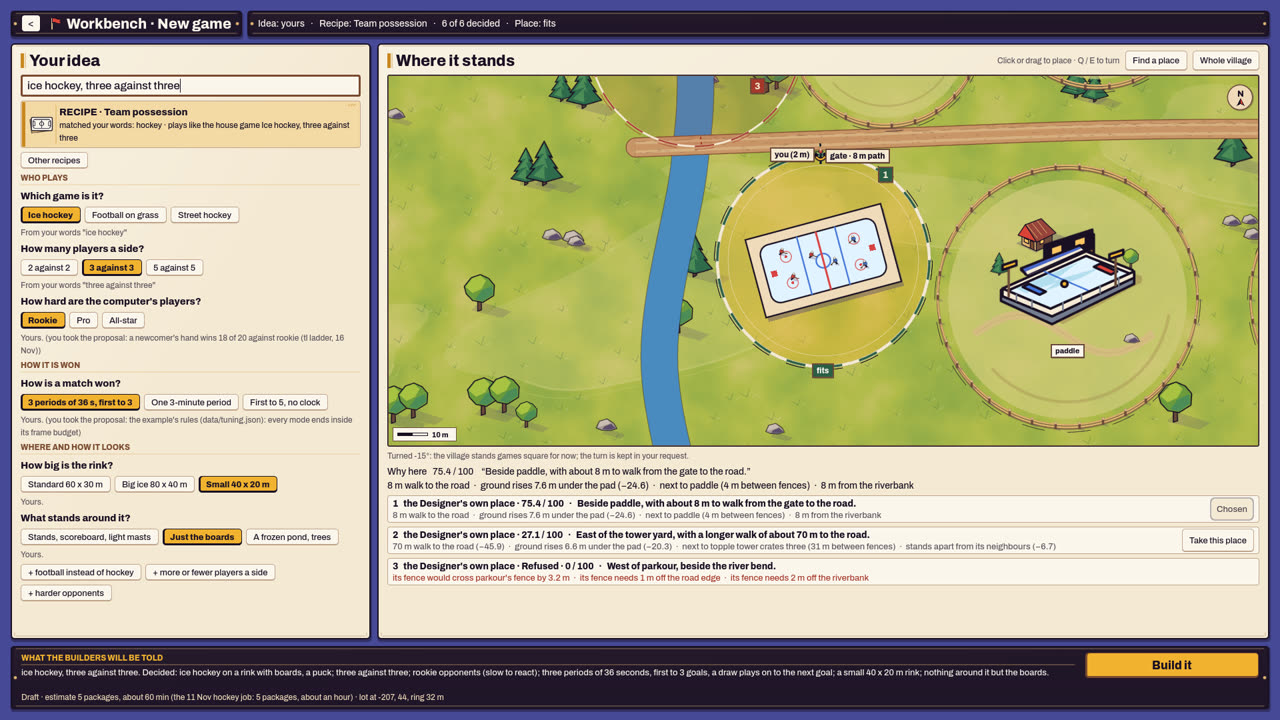 <
Workbench · New game
Idea: yours · Recipe: Team possession · 6 of 6 decided · Place: fits
Your idea
ice hockey, three against three
RECIPE · Team possession
matched your words: hockey · plays like the house game Ice hockey, three against
three
Other recipes
WHO PLAYS
Which game is it?
Ice hockey Football on grass Street hockey
From your words "ice hockey"
How many players a side?
2 against 2 3 against 3 5 against 5
From your words "three against three"
How hard are the computer's players?
Rookie Pro All-star
Yours. (you took the proposal: a newcomer's hand wins 18 of 20 against rookie (tl ladder, 16
Nov))
HOW IT IS WON
How is a match won?
3 periods of 36 s, first to 3 One 3-minute period First to 5, no clock
Yours. (you took the proposal: the example's rules (data/tuning.json): every mode ends inside
its frame budget)
WHERE AND HOW IT LOOKS
How big is the rink?
Standard 60 x 30 m Big ice 80 x 40 m Small 40 x 20 m
Yours.
What stands around it?
Stands, scoreboard, light masts Just the boards A frozen pond, trees
Yours.
+ football instead of hockey + more or fewer players a side
+ harder opponents
Where it stands
Click or drag to place · Q / E to turn Find a place Whole village
3
N
you (2 m) gate · 8 m path
1
paddle
fits
10 m
Turned -15°: the village stands games square for now; the turn is kept in your request.
Why here 75.4 / 100 “Beside paddle, with about 8 m to walk from the gate to the road.”
8 m walk to the road · ground rises 7.6 m under the pad (−24.6) · next to paddle (4 m between fences) · 8 m from the riverbank
1 the Designer's own place · 75.4 / 100 · Beside paddle, with about 8 m to walk from the gate to the road.
8 m walk to the road · ground rises 7.6 m under the pad (−24.6) · next to paddle (4 m between fences) · 8 m from the riverbank
Chosen
2 the Designer's own place · 27.1 / 100 · East of the tower yard, with a longer walk of about 70 m to the road.
70 m walk to the road (−45.9) · ground rises 6.6 m under the pad (−20.3) · next to topple tower crates three (31 m between fences) · stands apart from its neighbours (−6.7)
Take this place
3 the Designer's own place · Refused · 0 / 100 · West of parkour, beside the river bend.
its fence would cross parkour's fence by 3.2 m · its fence needs 1 m off the road edge · its fence needs 2 m off the riverbank
WHAT THE BUILDERS WILL BE TOLD
ice hockey, three against three. Decided: ice hockey on a rink with boards, a puck; three against three; rookie opponents (slow to react); three periods of 36 seconds, first to 3 goals, a draw plays on to the next goal; a small 40 x 20 m rink; nothing around it but the boards.
Draft · estimate 5 packages, about 60 min (the 11 Nov hockey job: 5 packages, about an hour) · lot at -207, 44, ring 32 m
Build it